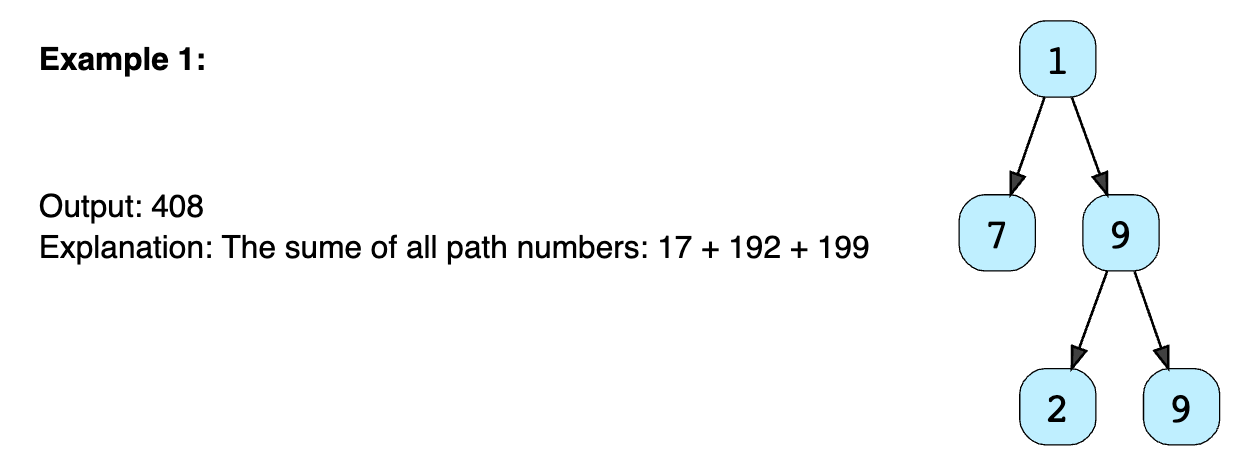 Example 1:
1
Output: 408
Explanation: The sume of all path numbers: 17 + 192 + 199
7
9
2
9